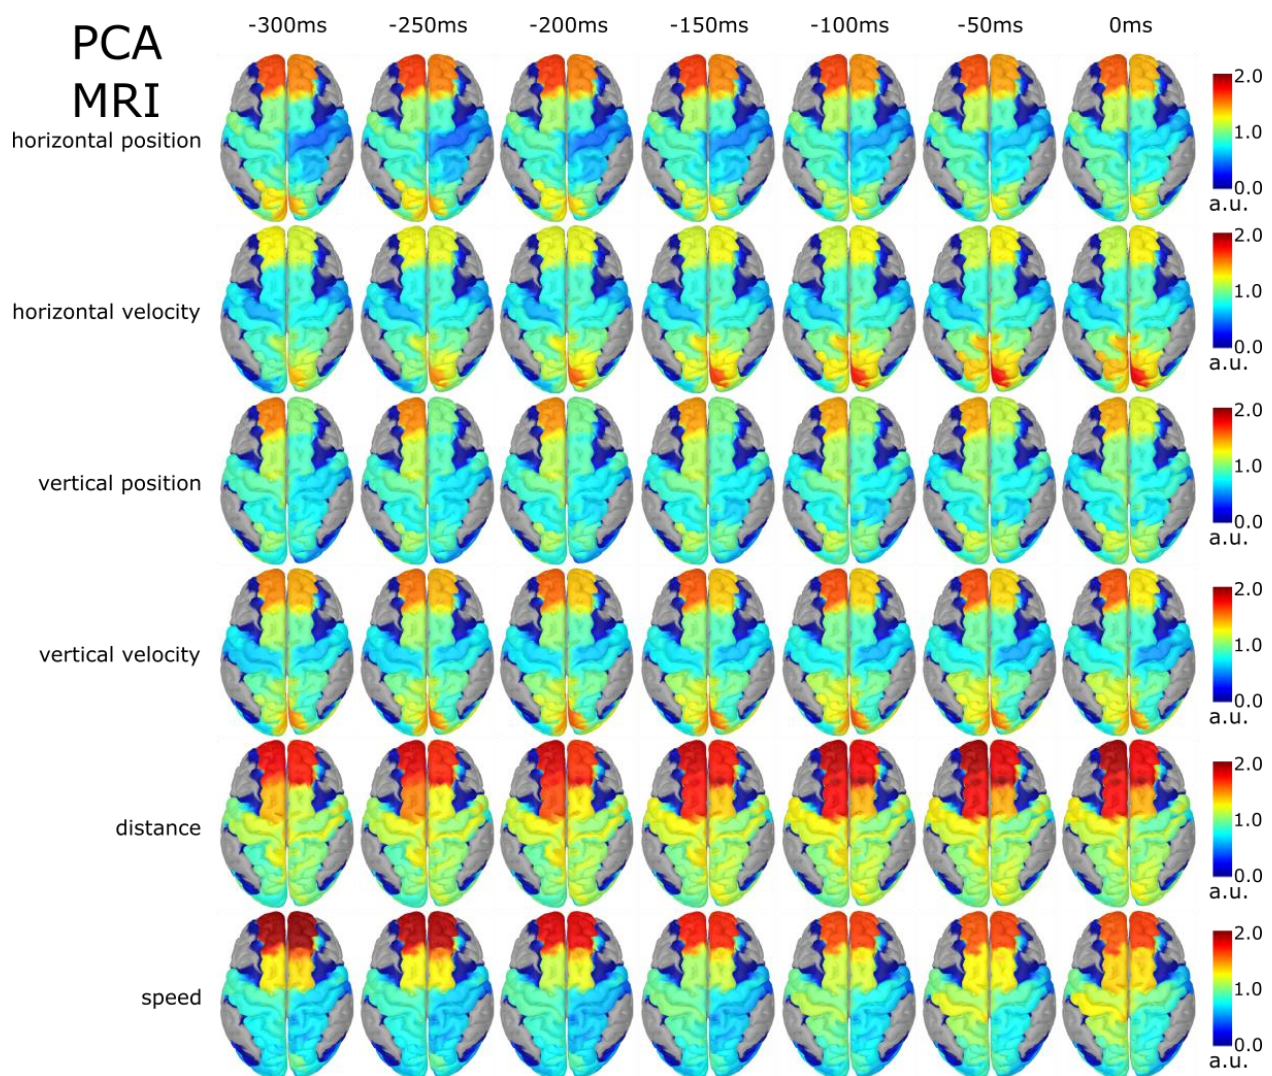 PCA
MRI
-300ms -250ms -200ms -150ms -100ms -50ms 0ms
horizontal position
2.0
1.0
0.0
a.u.
horizontal velocity
2.0
1.0
0.0
a.u.
vertical position
2.0
1.0
0.0
a.u.
vertical velocity
2.0
1.0
0.0
a.u.
distance
2.0
1.0
0.0
a.u.
speed
2.0
1.0
0.0
a.u.